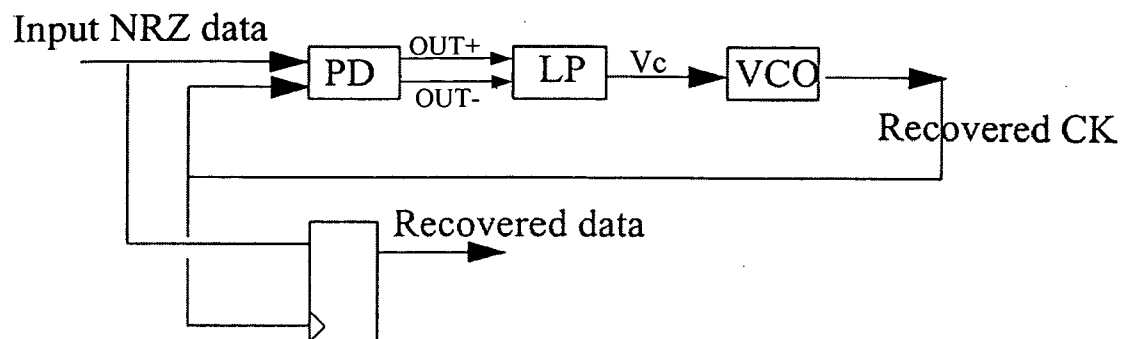 Input NRZ data
PD
OUT+
OUT-
LP
Vc
VCO
Recovered CK
Recovered data